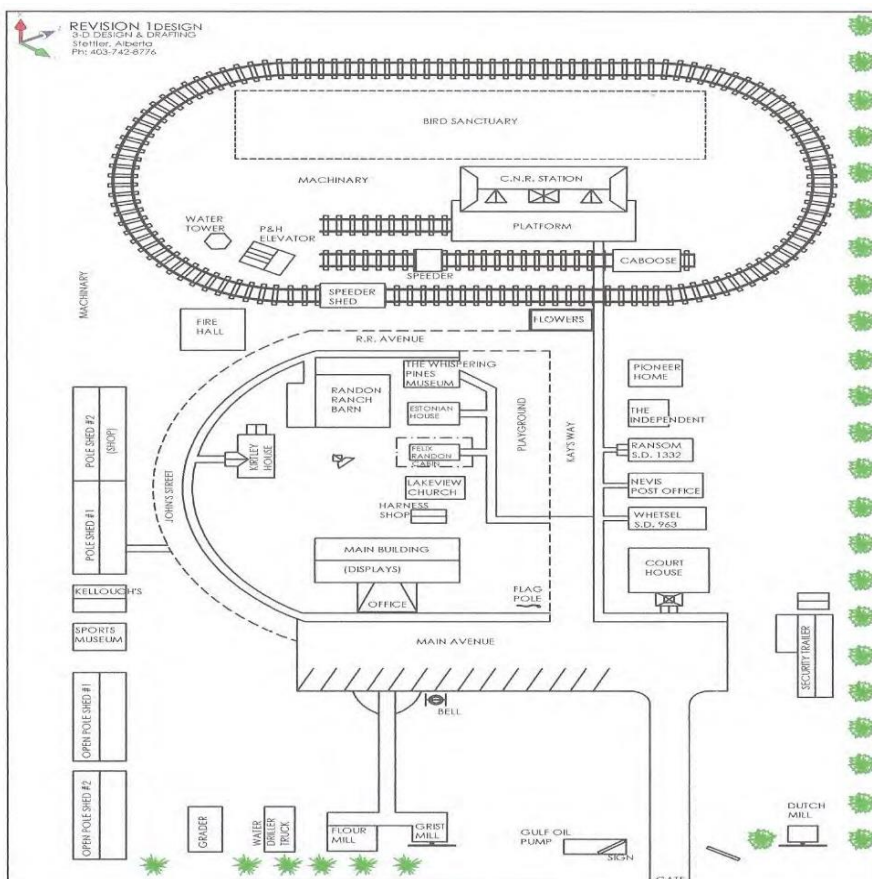 REVISION 1DESIGN
3-D DESIGN & DRAFTING
Stettler, Alberta
Ph: 403-742-8776
BIRD SANCTUARY
MACHINARY
C.N.R. STATION
PLATFORM
WATER
TOWER
P&H
ELEVATOR
SPEEDER
CABOOSE
SPEEDER
SHED
MACHINARY
FIRE
HALL
FLOWERS
R.R. AVENUE
THE WHISPERING
PINES
MUSEUM
RANDON
RANCH
BARN
ESTONIAN
HOUSE
PLAYGROUND
KAY'S WAY
PIONEER
HOME
THE
INDEPENDENT
POLE SHED #2
(SHOP)
KIRTLEY
HOUSE
FELIX
RANDON
CABIN
RANSOM
S.D. 1332
JOHN'S STREET
LAKEVIEW
CHURCH
NEVIS
POST OFFICE
POLE SHED #1
HARNESS
SHOP
WHETSEL
S.D. 963
MAIN BUILDING
(DISPLAYS)
OFFICE
COURT
HOUSE
FLAG
POLE
KELLOUGH'S
SPORTS
MUSEUM
MAIN AVENUE
SECURITY TRAILER
OPEN POLE SHED #1
BELL
OPEN POLE SHED #2
GRADER
WATER
DRILLER
TRUCK
FLOUR
MILL
GRIST
MILL
GULF OIL
PUMP
SIGN
DUTCH
MILL
GATE